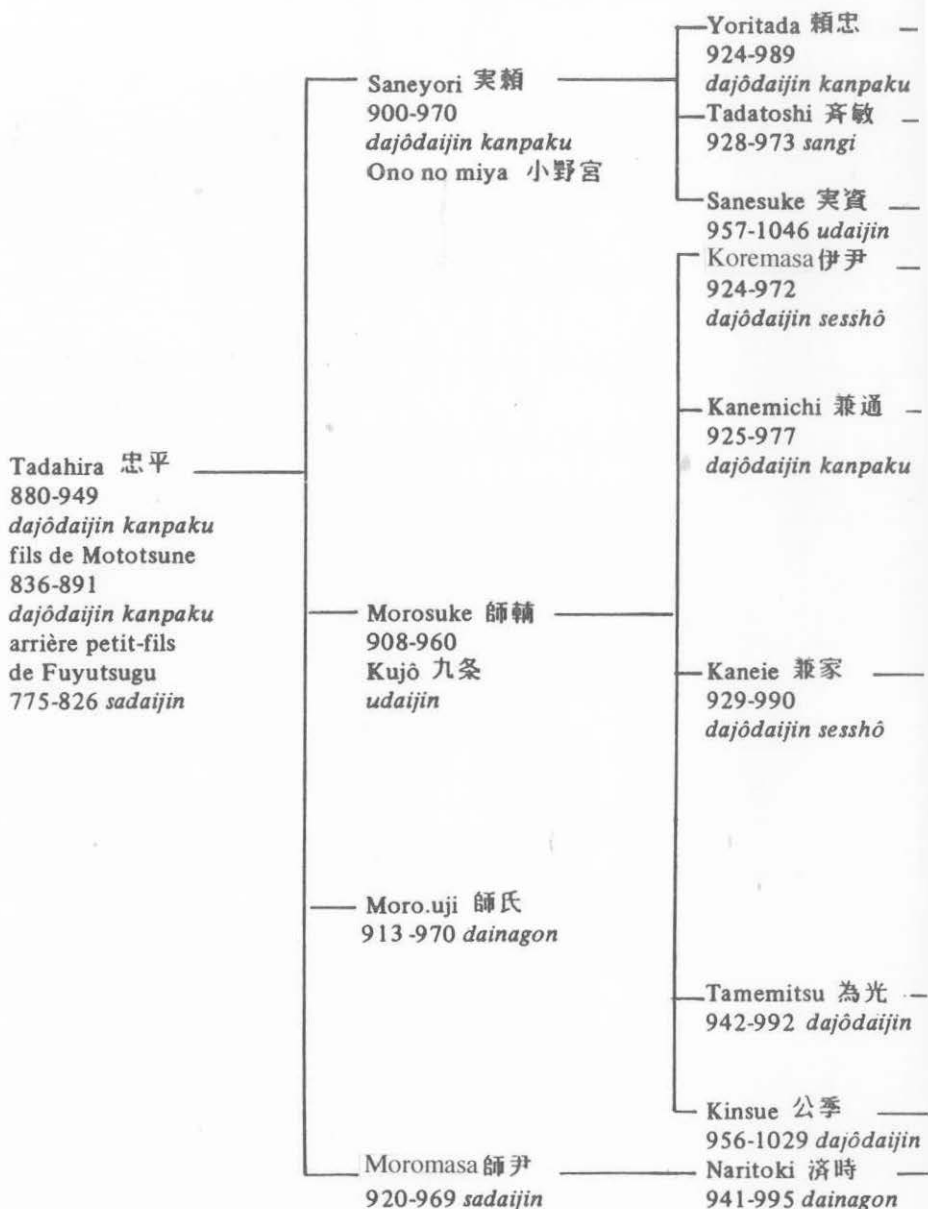 Tadahira 忠平
880-949
dajôdaijin kanpaku
fils de Mototsune
836-891
dajôdaijin kanpaku
arrière petit-fils
de Fuyutsugu
775-826 sadaijin
Saneyori 実頼
900-970
dajôdaijin kanpaku
Ono no miya 小野宮
Morosuke 師輔
908-960
Kujô 九条
udaijin
Moro.uji 師氏
913-970 dainagon
Moromasa 師尹
920-969 sadaijin
Yoritada 頼忠
924-989
dajôdaijin kanpaku
Tadatoshi 斉敏
928-973 sangi
Sanesuke 実資
957-1046 udaijin
Koremasa 伊尹
924-972
dajôdaijin sesshô
Kanemichi 兼通
925-977
dajôdaijin kanpaku
Kaneie 兼家
929-990
dajôdaijin sesshô
Tamemitsu 為光
942-992 dajôdaijin
Kinsue 公季
956-1029 dajôdaijin
Naritoki 済時
941-995 dainagon